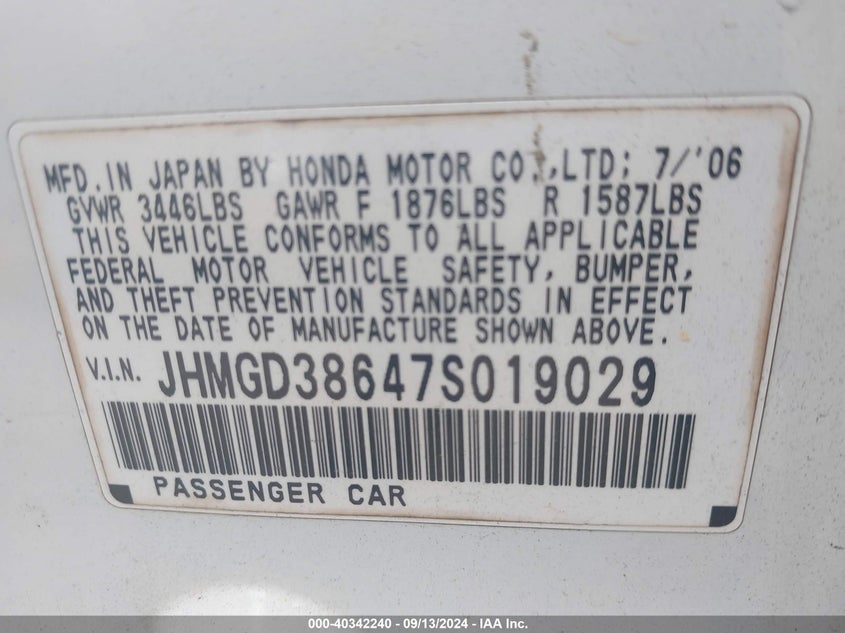 MFD. IN JAPAN BY HONDA MOTOR CO., LTD; 7/'06
GVWR 3446LBS GAWR F 1876LBS R 1587LBS
THIS VEHICLE CONFORMS TO ALL APPLICABLE
FEDERAL MOTOR VEHICLE SAFETY, BUMPER,
AND THEFT PREVENTION STANDARDS IN EFFECT
ON THE DATE OF MANUFACTURE SHOWN ABOVE.
V.I.N. JHMGD38647S019029
PASSENGER CAR
000-40342240 - 09/13/2024 - IAA Inc.